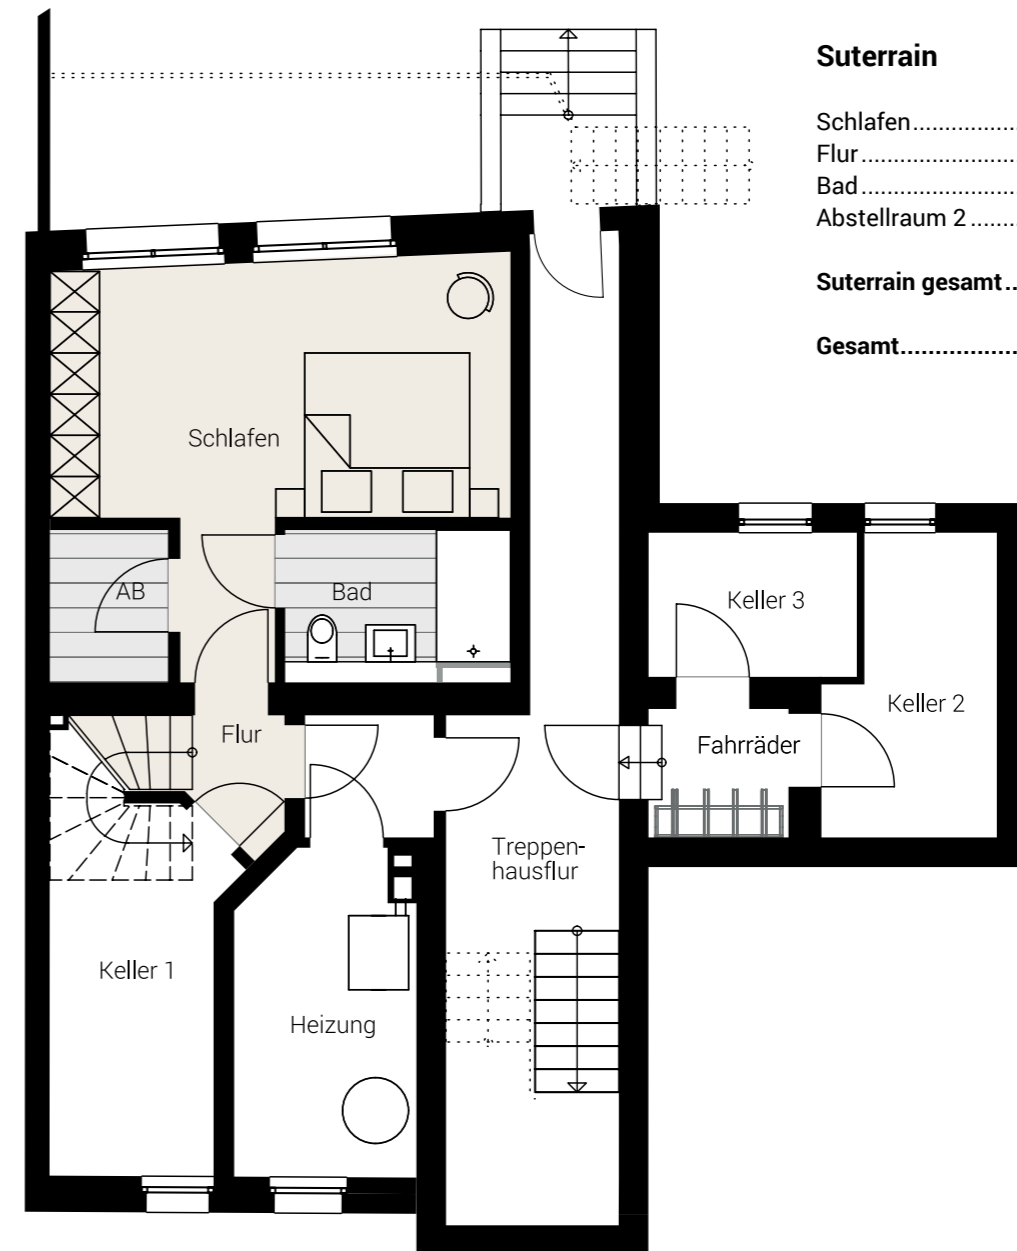 Suterrain
Schlafen................
Flur........................
Bad........................
Abstellraum 2.......
Suterrain gesamt..
Gesamt.................
Schlafen
AB
Bad
Keller 3
Keller 2
Flur
Fahrräder
Treppen-
hausflur
Keller 1
Heizung